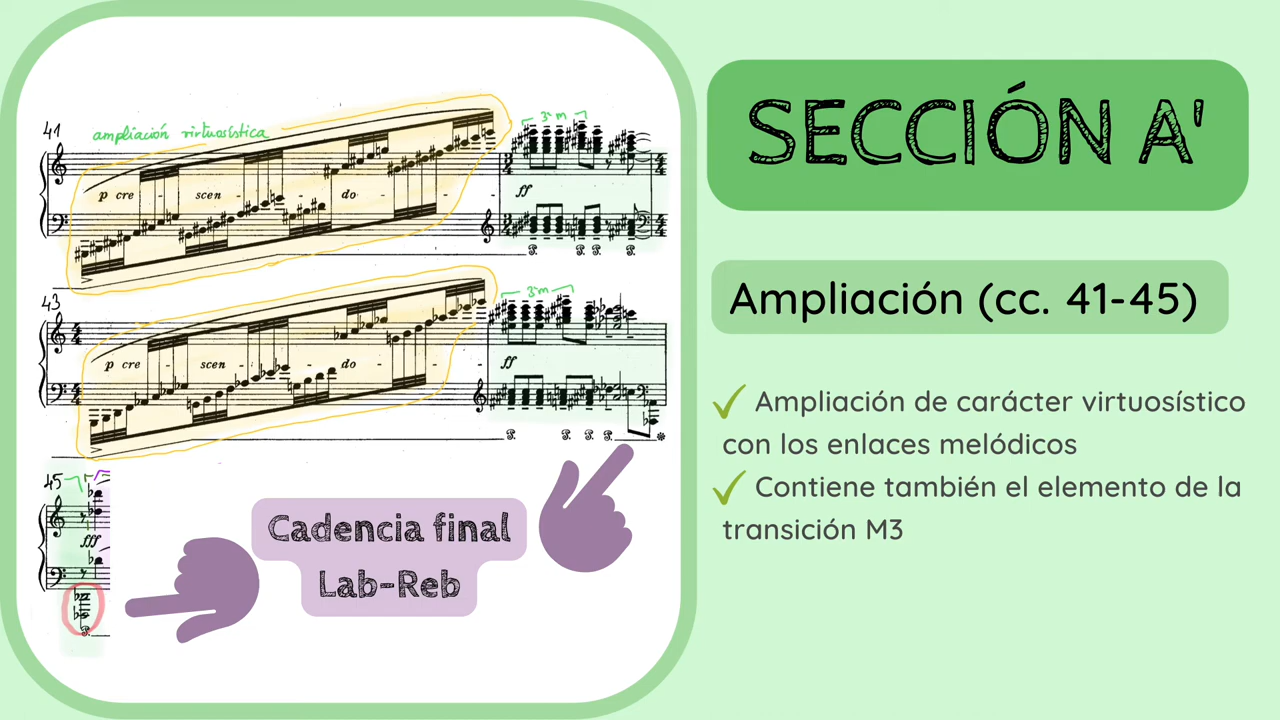 SECCIÓN A'
Ampliación (cc. 41-45)
✓ Ampliación de carácter virtuosístico
con los enlaces melódicos
✓ Contiene también el elemento de la
transición M3
41
ampliación virtuosística
3ª m
p cre - scen - do - -
ff
43
3ª m
p cre - scen - do - -
ff
45
fff
Cadencia final
Lab-Reb